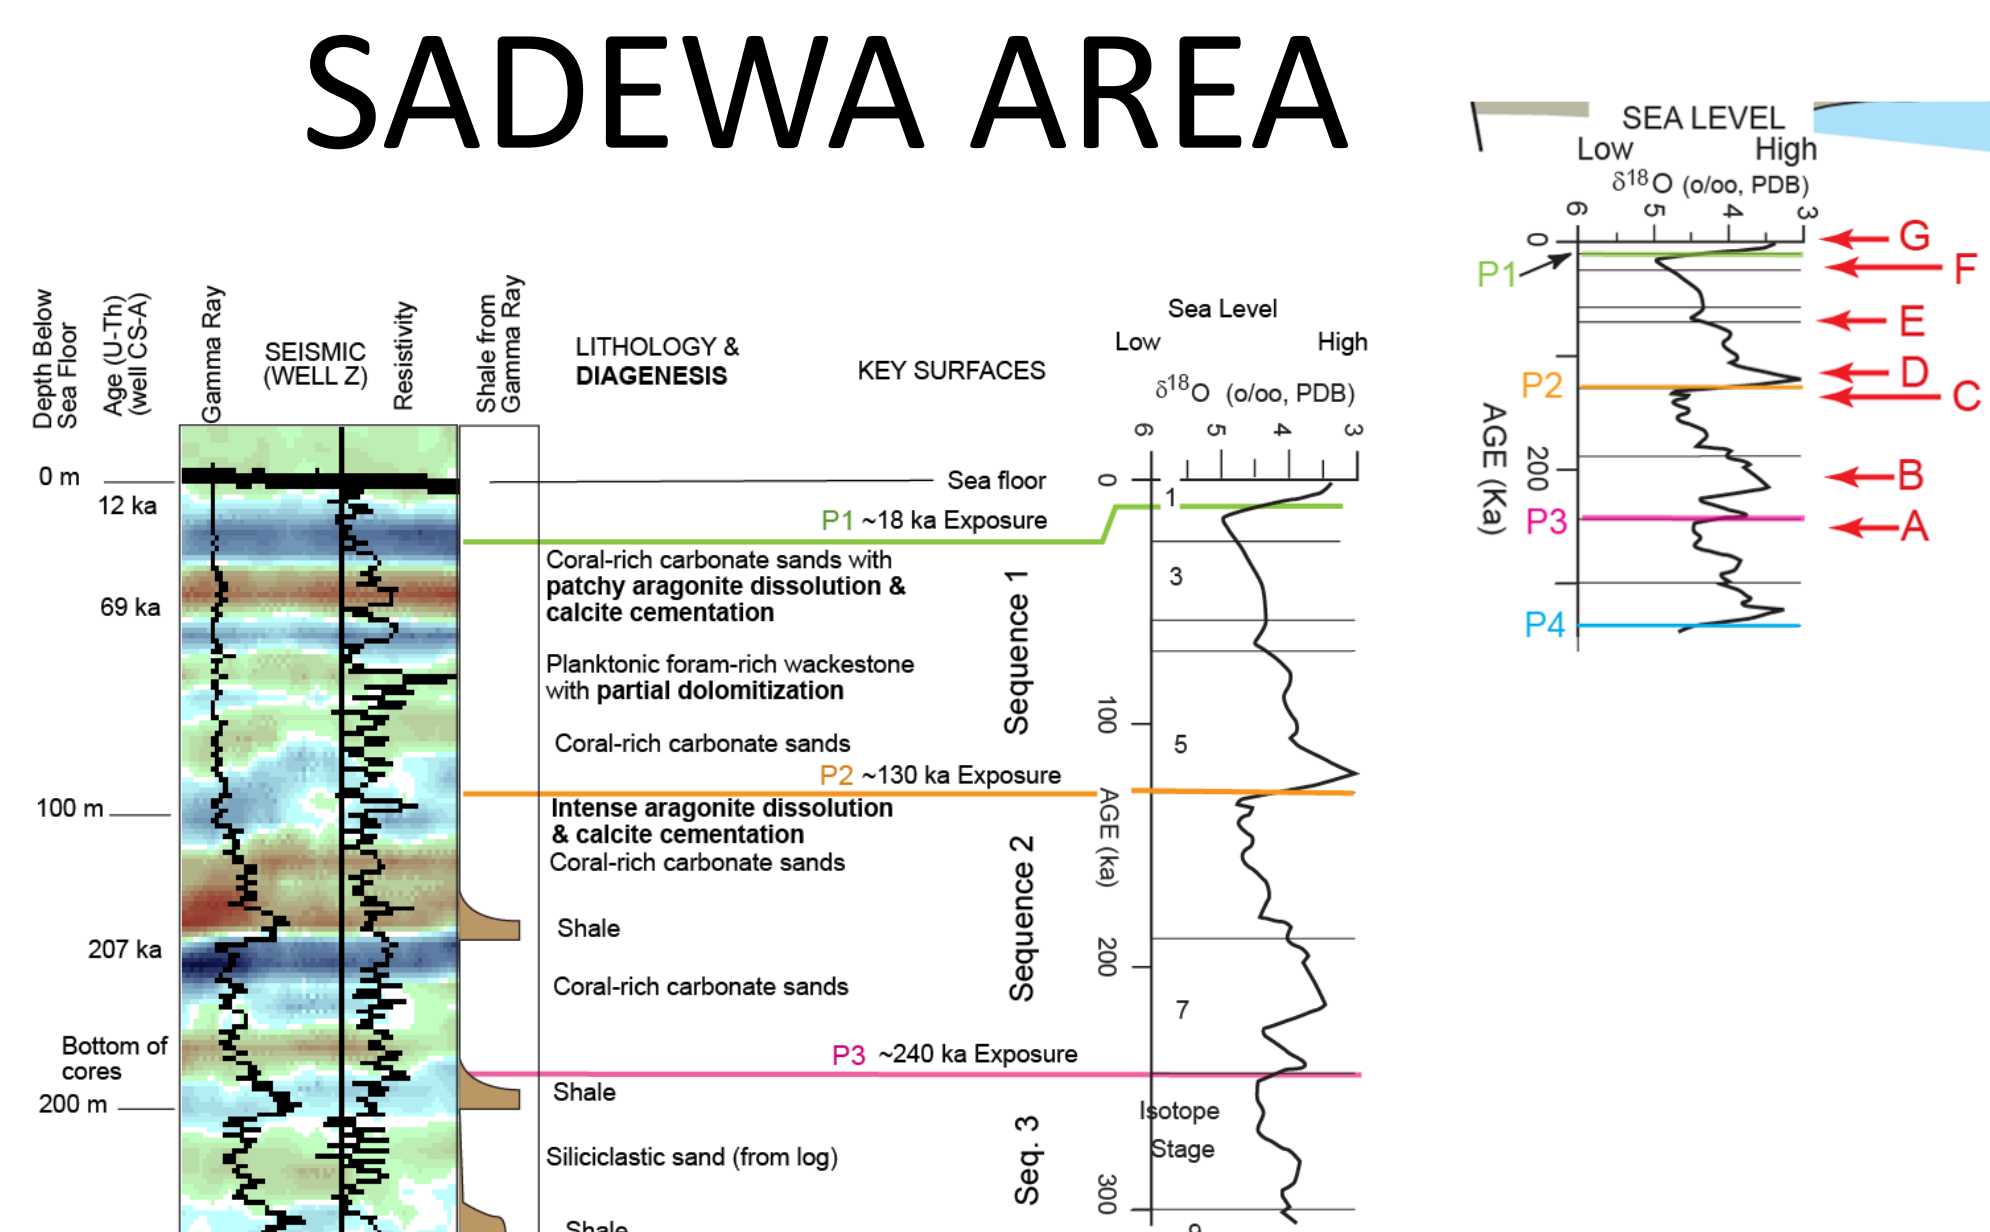 SADEWA AREA
Depth Below
Sea Floor
Age (U-Th)
(well CS-A)
Gamma Ray
SEISMIC
(WELL Z)
Resistivity
Shale from
Gamma Ray
LITHOLOGY &
DIAGENESIS
KEY SURFACES
Sea Level
Low High
δ18O (o/oo, PDB)
6 5 4 3
0 m
12 ka
69 ka
100 m
207 ka
Bottom of
cores
200 m
Sea floor
P1 ~18 ka Exposure
Coral-rich carbonate sands with
patchy aragonite dissolution &
calcite cementation
Planktonic foram-rich wackestone
with partial dolomitization
Coral-rich carbonate sands
P2 ~130 ka Exposure
Intense aragonite dissolution
& calcite cementation
Coral-rich carbonate sands
Shale
Coral-rich carbonate sands
P3 ~240 ka Exposure
Shale
Siliciclastic sand (from log)
Shale
Sequence 1
Sequence 2
Seq. 3
0
100
AGE (ka)
200
300
1
3
5
7
Isotope
Stage
9
SEA LEVEL
Low High
δ18O (o/oo, PDB)
6 5 4 3
0
200
AGE (Ka)
P1
P2
P3
P4
G
F
E
D
C
B
A